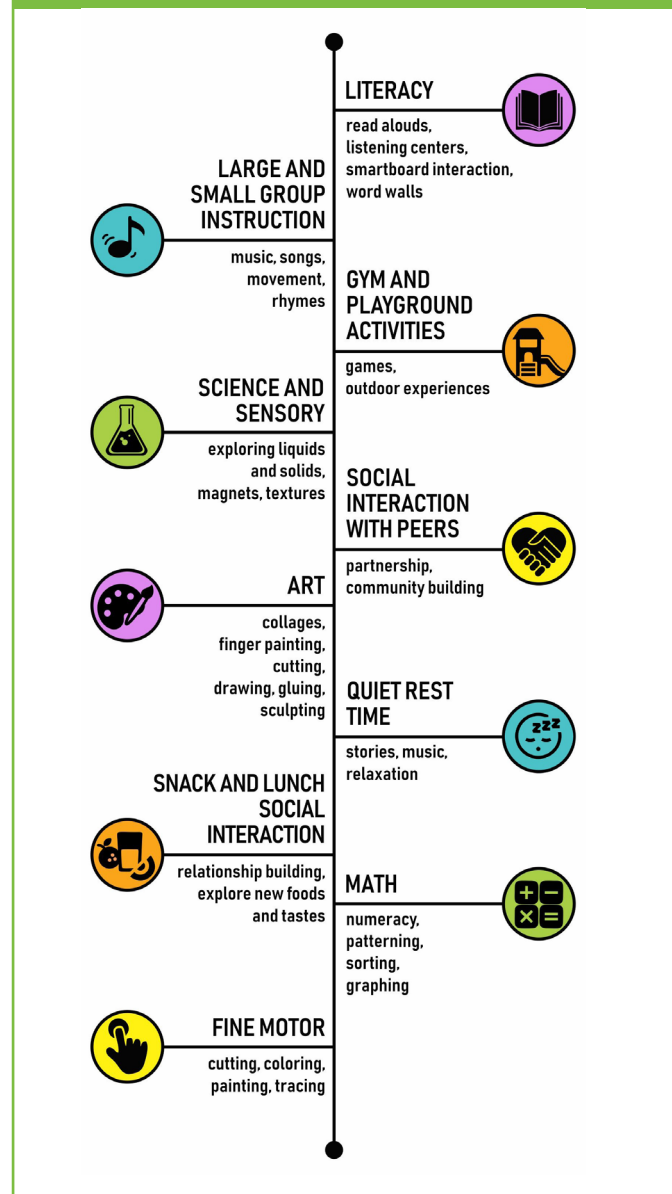 LITERACY
read alouds,
listening centers,
smartboard interaction,
word walls
LARGE AND
SMALL GROUP
INSTRUCTION
music, songs,
movement,
rhymes
GYM AND
PLAYGROUND
ACTIVITIES
games,
outdoor experiences
SCIENCE AND
SENSORY
exploring liquids
and solids,
magnets, textures
SOCIAL
INTERACTION
WITH PEERS
partnership,
community building
ART
collages,
finger painting,
cutting,
drawing, gluing,
sculpting
QUIET REST
TIME
stories, music,
relaxation
SNACK AND LUNCH
SOCIAL
INTERACTION
relationship building,
explore new foods
and tastes
MATH
numeracy,
patterning,
sorting,
graphing
FINE MOTOR
cutting, coloring,
painting, tracing
zzz